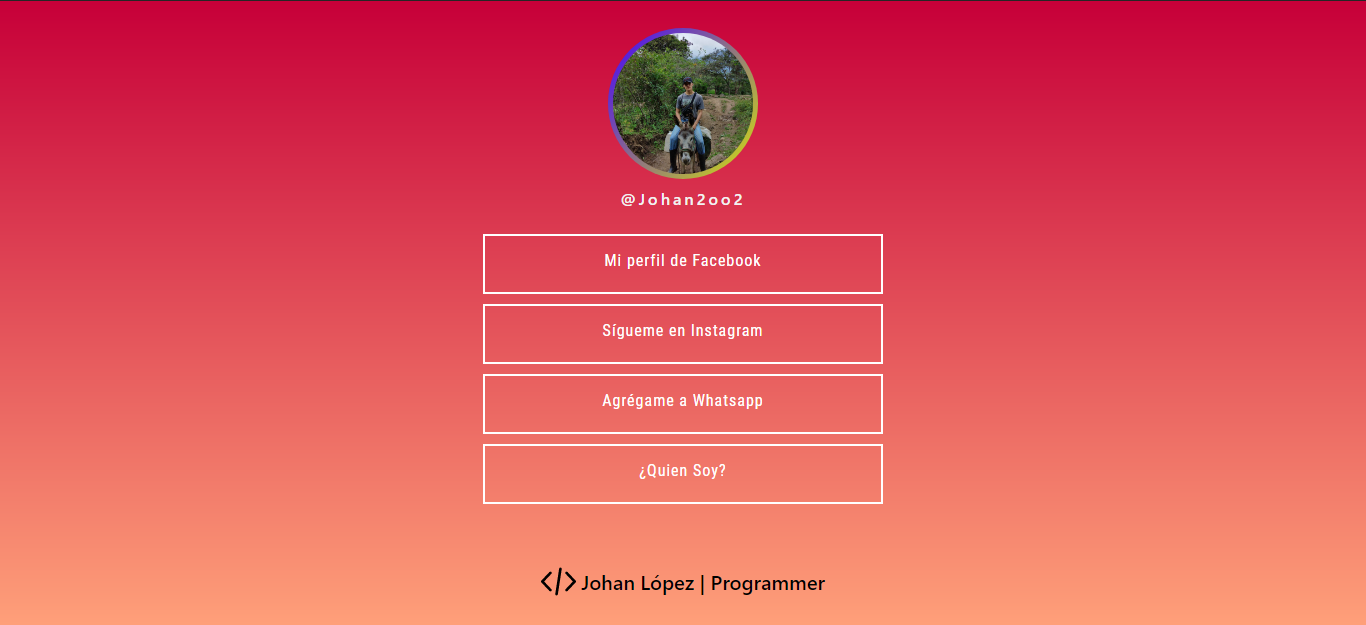 @Johan2oo2
Mi perfil de Facebook
Sígueme en Instagram
Agrégame a Whatsapp
¿Quien Soy?
</> Johan López | Programmer